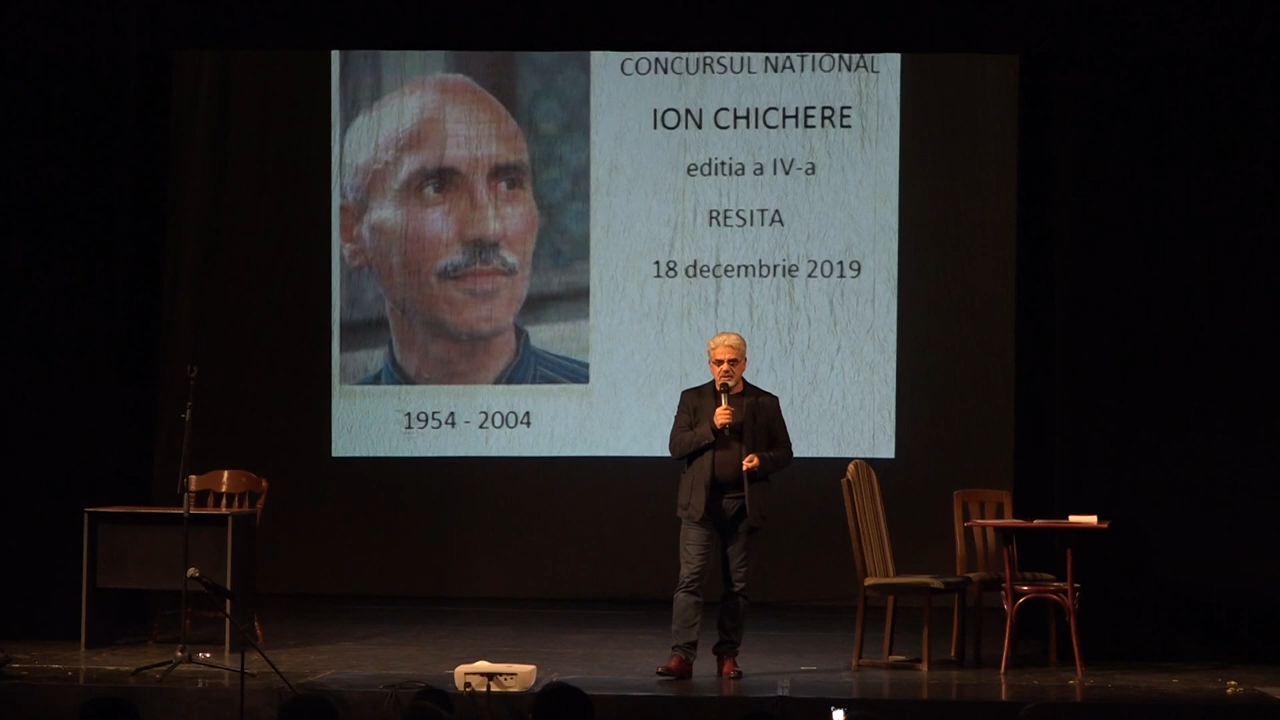 CONCURSUL NATIONAL
ION CHICHERE
editia a IV-a
RESITA
18 decembrie 2019
1954 - 2004